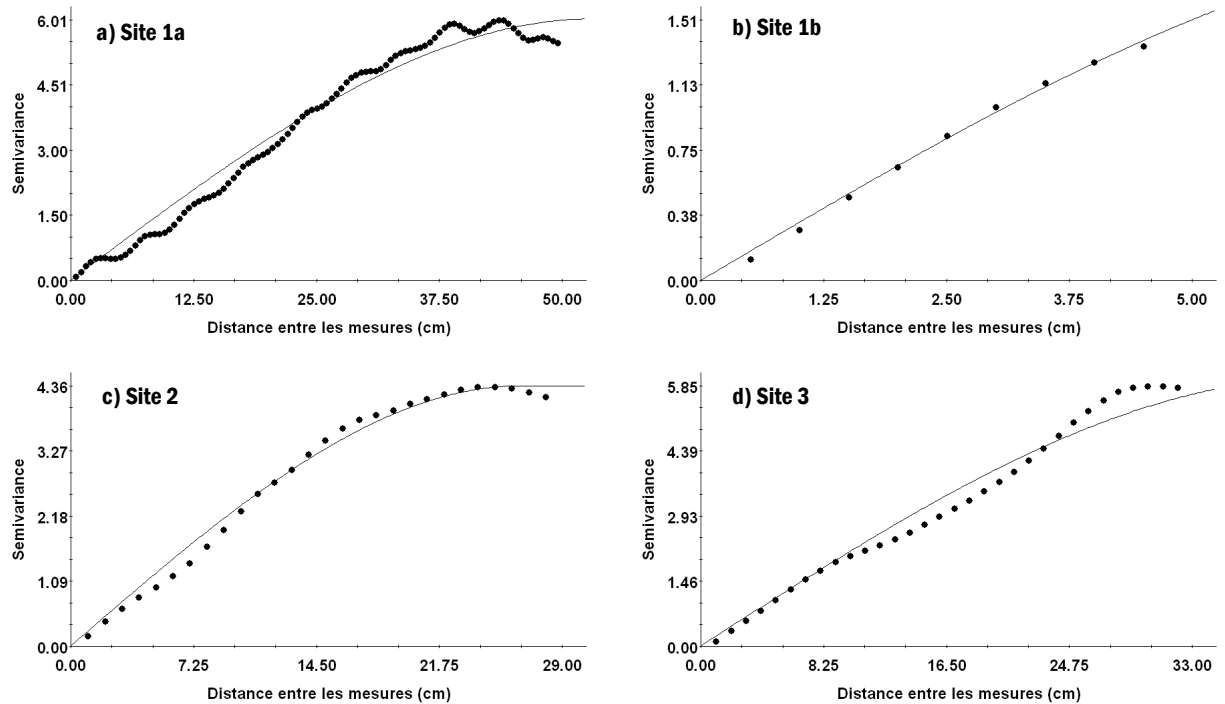 a) Site 1a
6.01
4.51
3.00
1.50
0.00
Semivariance
0.00 12.50 25.00 37.50 50.00
Distance entre les mesures (cm)
b) Site 1b
1.51
1.13
0.75
0.38
0.00
Semivariance
0.00 1.25 2.50 3.75 5.00
Distance entre les mesures (cm)
c) Site 2
4.36
3.27
2.18
1.09
0.00
Semivariance
0.00 7.25 14.50 21.75 29.00
Distance entre les mesures (cm)
d) Site 3
5.85
4.39
2.93
1.46
0.00
Semivariance
0.00 8.25 16.50 24.75 33.00
Distance entre les mesures (cm)